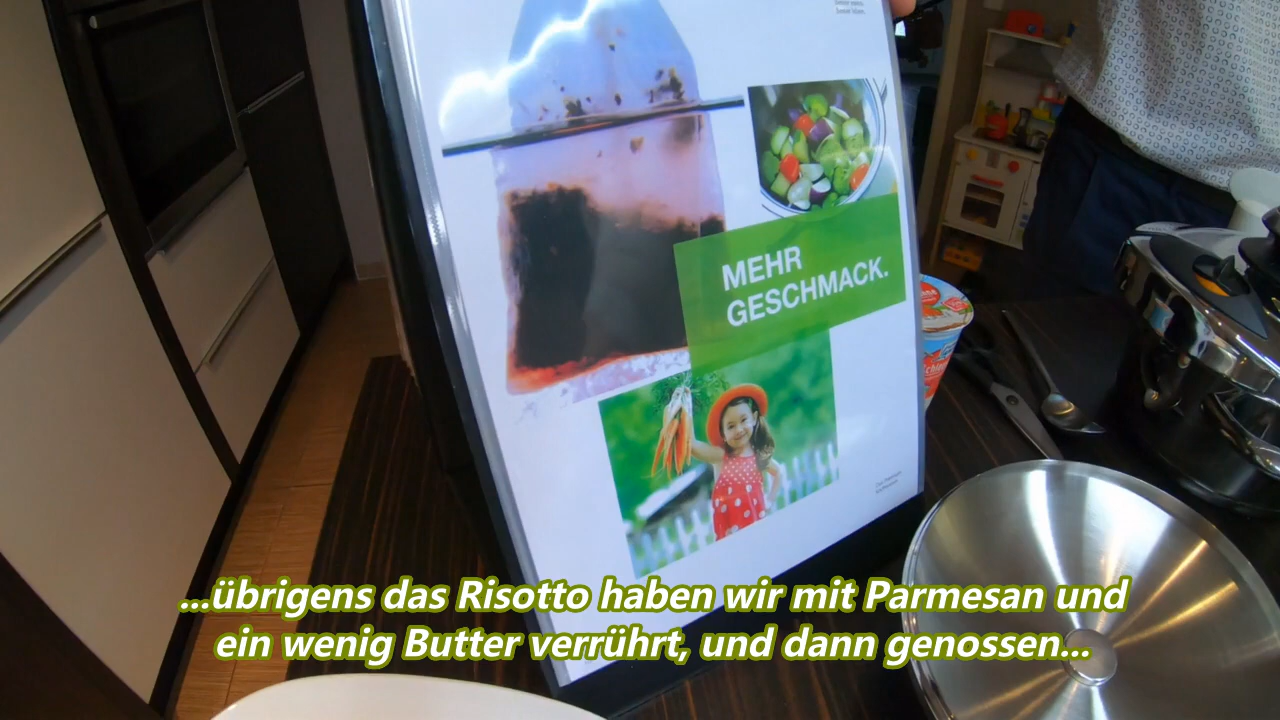 MEHR
GESCHMACK.
...übrigens das Risotto haben wir mit Parmesan und
ein wenig Butter verrührt, und dann genossen...